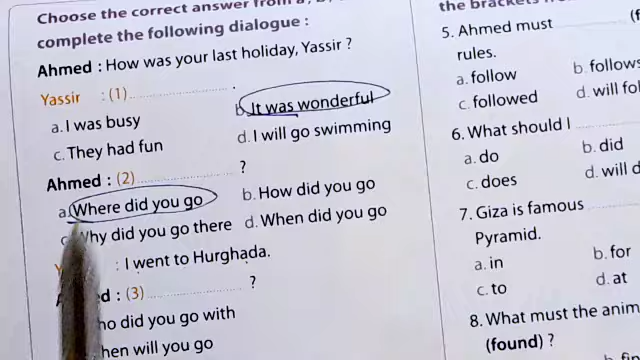 Choose the correct answer from a, b,
complete the following dialogue :
Ahmed : How was your last holiday, Yassir ?
Yassir : (1) .
a. I was busy
b. It was wonderful
c. They had fun
d. I will go swimming
Ahmed : (2) ?
a. Where did you go
b. How did you go
Why did you go there
d. When did you go
: I went to Hurghada.
(3) ?
did you go with
will you go
the brackets
5. Ahmed must
rules.
a. follow
b. follows
c. followed
d. will
6. What should I
a. do
b. did
c. does
d. will
7. Giza is famous
Pyramid.
a. in
b. for
c. to
d. at
8. What must the
(found) ?